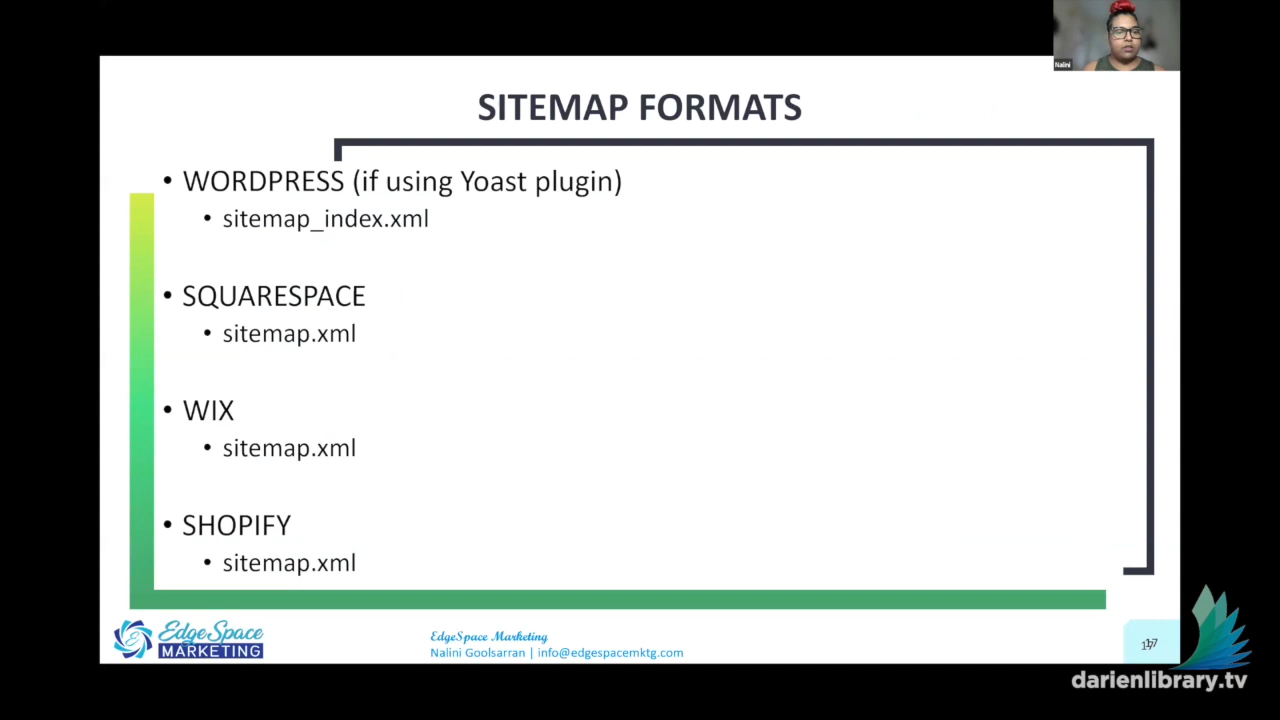 Nalini
SITEMAP FORMATS
• WORDPRESS (if using Yoast plugin)
• sitemap_index.xml
• SQUARESPACE
• sitemap.xml
• WIX
• sitemap.xml
• SHOPIFY
• sitemap.xml
EdgeSpace
MARKETING
EdgeSpace Marketing
Nalini Goolsarran | info@edgespacemktg.com
darienlibrary.tv